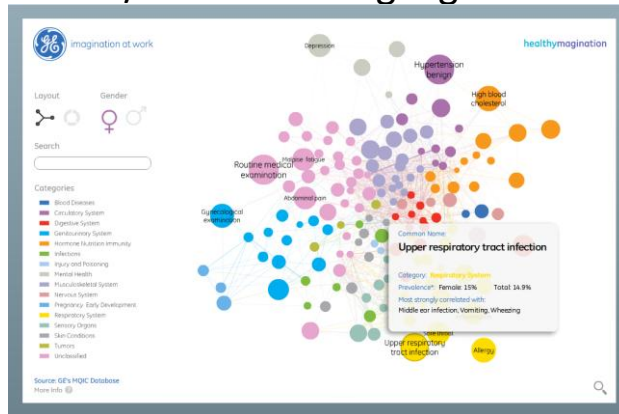 imagination at work
healthymagination
Layout
Gender
Search
Categories
Blood Diseases
Circulatory System
Digestive System
Genitourinary System
Hormone Nutrition Immunity
Infections
Injury and Poisoning
Mental Health
Musculoskeletal System
Nervous System
Pregnancy Early Development
Respiratory System
Sensory Organs
Skin Conditions
Tumors
Unclassified
Source: GE's MQIC Database
More Info ?
Depression
Hypertension
benign
High blood
cholesterol
Routine medical
examination
Malaise fatigue
Abdominal pain
Gynecological
examination
Common Name:
Upper respiratory tract infection
Category: Respiratory System
Prevalence*: Female: 15% Total: 14.9%
Most strongly correlated with:
Middle ear infection, Vomiting, Wheezing
Sore throat
Upper respiratory
tract infection
Allergy